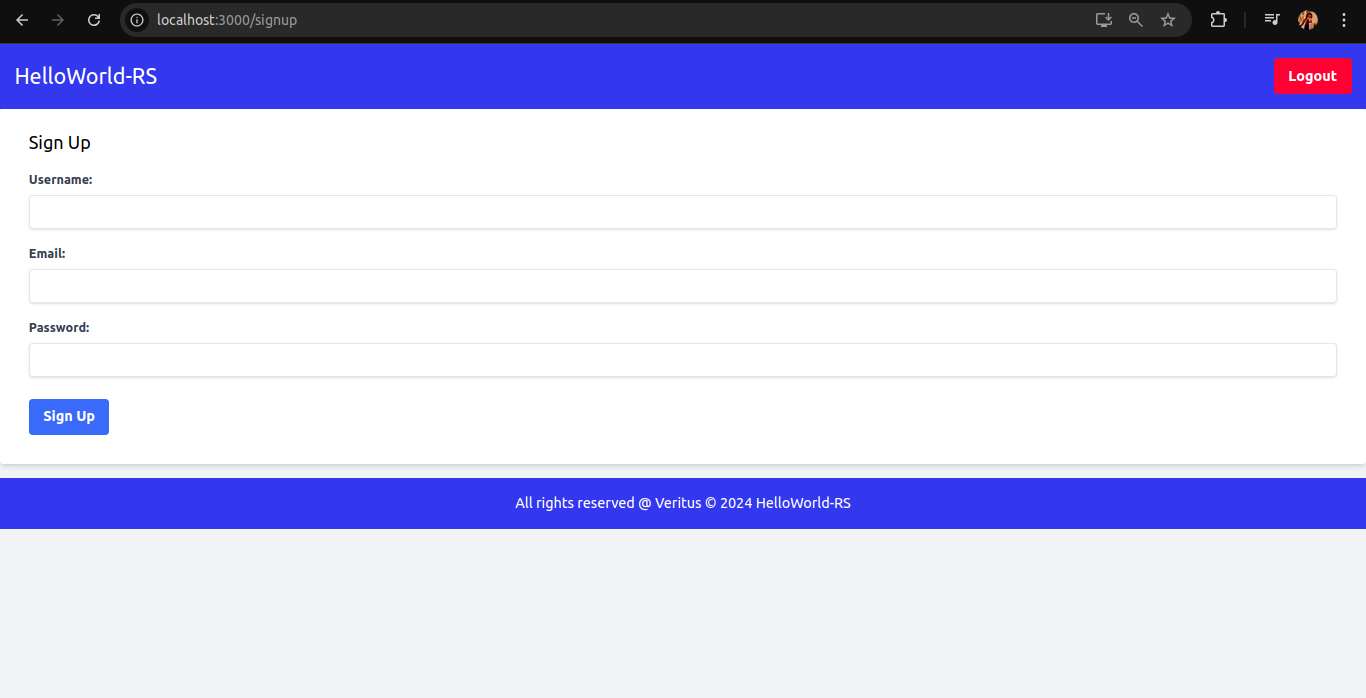 localhost:3000/signup
HelloWorld-RS
Logout
Sign Up
Username:
Email:
Password:
Sign Up
All rights reserved @ Veritus © 2024 HelloWorld-RS